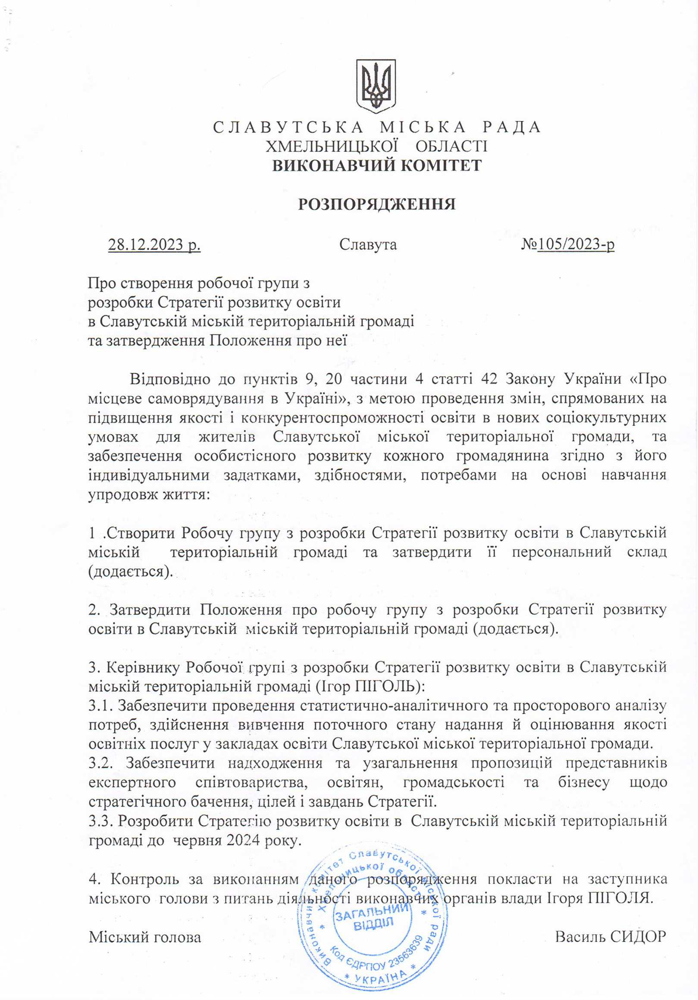 СЛАВУТСЬКА МІСЬКА РАДА
ХМЕЛЬНИЦЬКОЇ ОБЛАСТІ
ВИКОНАВЧИЙ КОМІТЕТ
РОЗПОРЯДЖЕННЯ
28.12.2023 р. Славута №105/2023-р
Про створення робочої групи з
розробки Стратегії розвитку освіти
в Славутській міській територіальній громаді
та затвердження Положення про неї
Відповідно до пунктів 9, 20 частини 4 статті 42 Закону України «Про
місцеве самоврядування в Україні», з метою проведення змін, спрямованих на
підвищення якості і конкурентоспроможності освіти в нових соціокультурних
умовах для жителів Славутської міської територіальної громади, та
забезпечення особистісного розвитку кожного громадянина згідно з його
індивідуальними задатками, здібностями, потребами на основі навчання
упродовж життя:
1 .Створити Робочу групу з розробки Стратегії розвитку освіти в Славутській
міській територіальній громаді та затвердити її персональний склад
(додається).
2. Затвердити Положення про робочу групу з розробки Стратегії розвитку
освіти в Славутській міській територіальній громаді (додається).
3. Керівнику Робочої групі з розробки Стратегії розвитку освіти в Славутській
міській територіальній громаді (Ігор ПІГОЛЬ):
3.1. Забезпечити проведення статистично-аналітичного та просторового аналізу
потреб, здійснення вивчення поточного стану надання й оцінювання якості
освітніх послуг у закладах освіти Славутської міської територіальної громади.
3.2. Забезпечити надходження та узагальнення пропозицій представників
експертного співтовариства, освітян, громадськості та бізнесу щодо
стратегічного бачення, цілей і завдань Стратегії.
3.3. Розробити Стратегію розвитку освіти в Славутській міській територіальній
громаді до червня 2024 року.
4. Контроль за виконанням даного розпорядження покласти на заступника
міського голови з питань діяльності виконавчих органів влади Ігоря ПІГОЛЯ.
Міський голова Василь СИДОР
Виконавчий комітет Славутської міської ради
* Хмельницької області *
ЗАГАЛЬНИЙ
ВІДДІЛ
Код ЄДРПОУ 23563639
* УКРАЇНА *